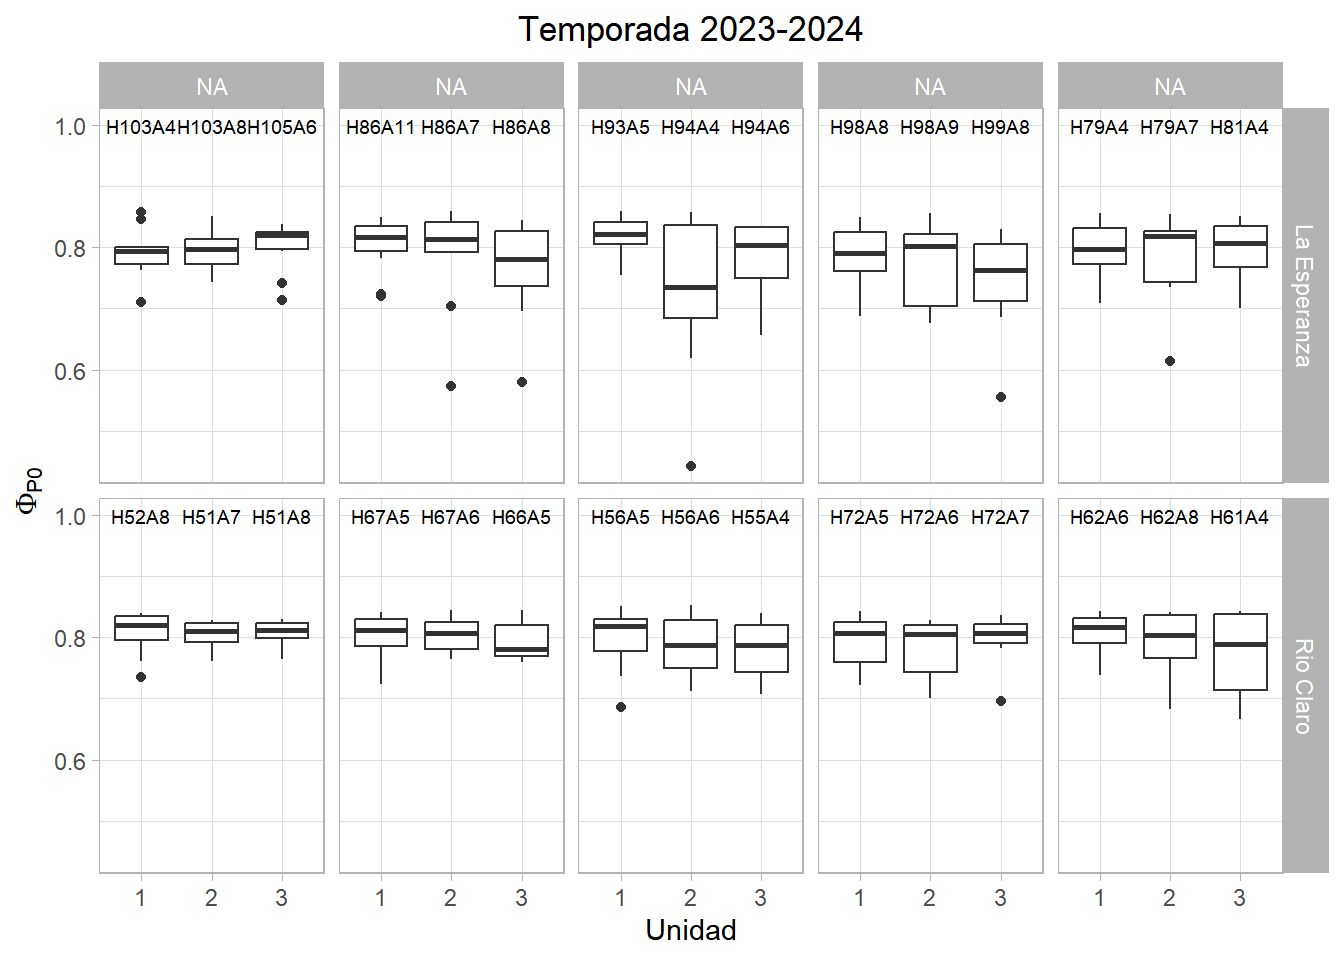 Temporada 2023-2024
NA NA NA NA NA
1.0 H103A4 H103A8 H105A6 H86A11 H86A7 H86A8 H93A5 H94A4 H94A6 H98A8 H98A9 H99A8 H79A4 H79A7 H81A4
0.8
0.6
La Esperanza
ΦP0
1.0 H52A8 H51A7 H51A8 H67A5 H67A6 H66A5 H56A5 H56A6 H55A4 H72A5 H72A6 H72A7 H62A6 H62A8 H61A4
0.8
0.6
Rio Claro
1 2 3 1 2 3 1 2 3 1 2 3 1 2 3
Unidad